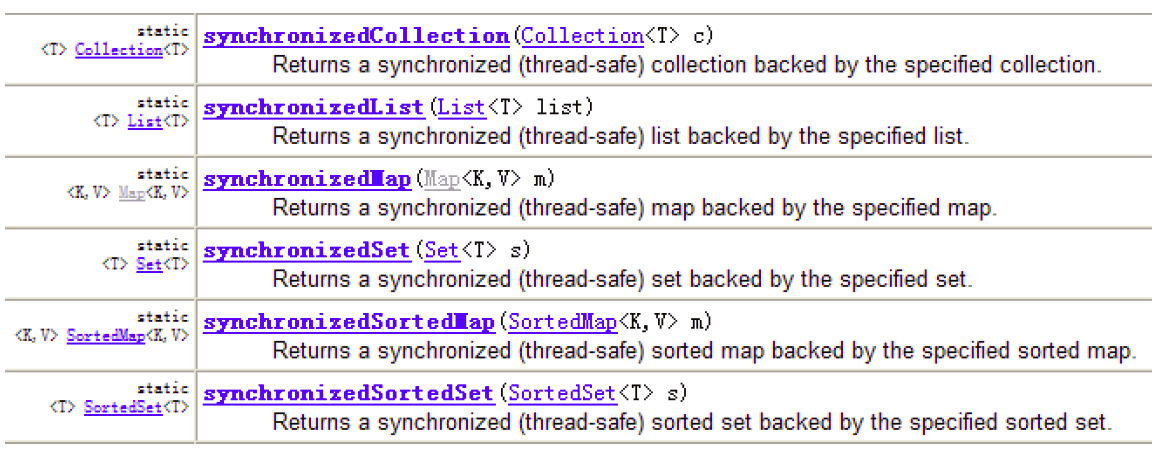 static
<T> Collection<T>
synchronizedCollection(Collection<T> c)
Returns a synchronized (thread-safe) collection backed by the specified collection.
static
<T> List<T>
synchronizedList(List<T> list)
Returns a synchronized (thread-safe) list backed by the specified list.
static
<K,V> Map<K,V>
synchronizedMap(Map<K,V> m)
Returns a synchronized (thread-safe) map backed by the specified map.
static
<T> Set<T>
synchronizedSet(Set<T> s)
Returns a synchronized (thread-safe) set backed by the specified set.
static
<K,V> SortedMap<K,V>
synchronizedSortedMap(SortedMap<K,V> m)
Returns a synchronized (thread-safe) sorted map backed by the specified sorted map.
static
<T> SortedSet<T>
synchronizedSortedSet(SortedSet<T> s)
Returns a synchronized (thread-safe) sorted set backed by the specified sorted set.